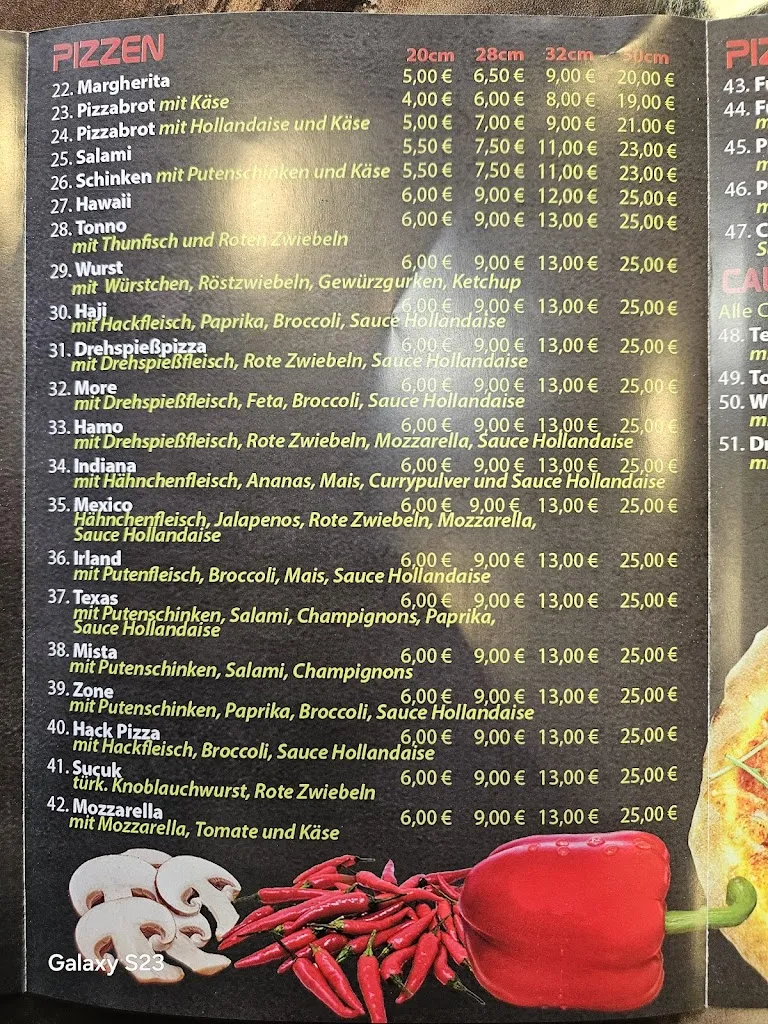 PIZZEN 20cm 28cm 32cm 50cm
22. Margherita 5,00 € 6,50 € 9,00 € 20,00 €
23. Pizzabrot mit Käse 4,00 € 6,00 € 8,00 € 19,00 €
24. Pizzabrot mit Hollandaise und Käse 5,00 € 7,00 € 9,00 € 21.00 €
25. Salami 5,50 € 7,50 € 11,00 € 23,00 €
26. Schinken mit Putenschinken und Käse 5,50 € 7,50 € 11,00 € 23,00 €
27. Hawaii 6,00 € 9,00 € 12,00 € 25,00 €
28. Tonno 6,00 € 9,00 € 13,00 € 25,00 €
mit Thunfisch und Roten Zwiebeln
29. Wurst 6,00 € 9,00 € 13,00 € 25,00 €
mit Würstchen, Röstzwiebeln, Gewürzgurken, Ketchup
30. Haji 6,00 € 9,00 € 13,00 € 25,00 €
mit Hackfleisch, Paprika, Broccoli, Sauce Hollandaise
31. Drehspießpizza 6,00 € 9,00 € 13,00 € 25,00 €
mit Drehspießfleisch, Rote Zwiebeln, Sauce Hollandaise
32. More 6,00 € 9,00 € 13,00 € 25,00 €
mit Drehspießfleisch, Feta, Broccoli, Sauce Hollandaise
33. Hamo 6,00 € 9,00 € 13,00 € 25,00 €
mit Drehspießfleisch, Rote Zwiebeln, Mozzarella, Sauce Hollandaise
34. Indiana 6,00 € 9,00 € 13,00 € 25,00 €
mit Hähnchenfleisch, Ananas, Mais, Currypulver und Sauce Hollandaise
35. Mexico 6,00 € 9,00 € 13,00 € 25,00 €
Hähnchenfleisch, Jalapenos, Rote Zwiebeln, Mozzarella,
Sauce Hollandaise
36. Irland 6,00 € 9,00 € 13,00 € 25,00 €
mit Putenfleisch, Broccoli, Mais, Sauce Hollandaise
37. Texas 6,00 € 9,00 € 13,00 € 25,00 €
mit Putenschinken, Salami, Champignons, Paprika,
Sauce Hollandaise
38. Mista 6,00 € 9,00 € 13,00 € 25,00 €
mit Putenschinken, Salami, Champignons
39. Zone 6,00 € 9,00 € 13,00 € 25,00 €
mit Putenschinken, Paprika, Broccoli, Sauce Hollandaise
40. Hack Pizza 6,00 € 9,00 € 13,00 € 25,00 €
mit Hackfleisch, Broccoli, Sauce Hollandaise
41. Sucuk 6,00 € 9,00 € 13,00 € 25,00 €
türk. Knoblauchwurst, Rote Zwiebeln
42. Mozzarella 6,00 € 9,00 € 13,00 € 25,00 €
mit Mozzarella, Tomate und Käse
Galaxy S23
43.
44.
45.
46.
47.
Alle
48.
49.
50.
51.